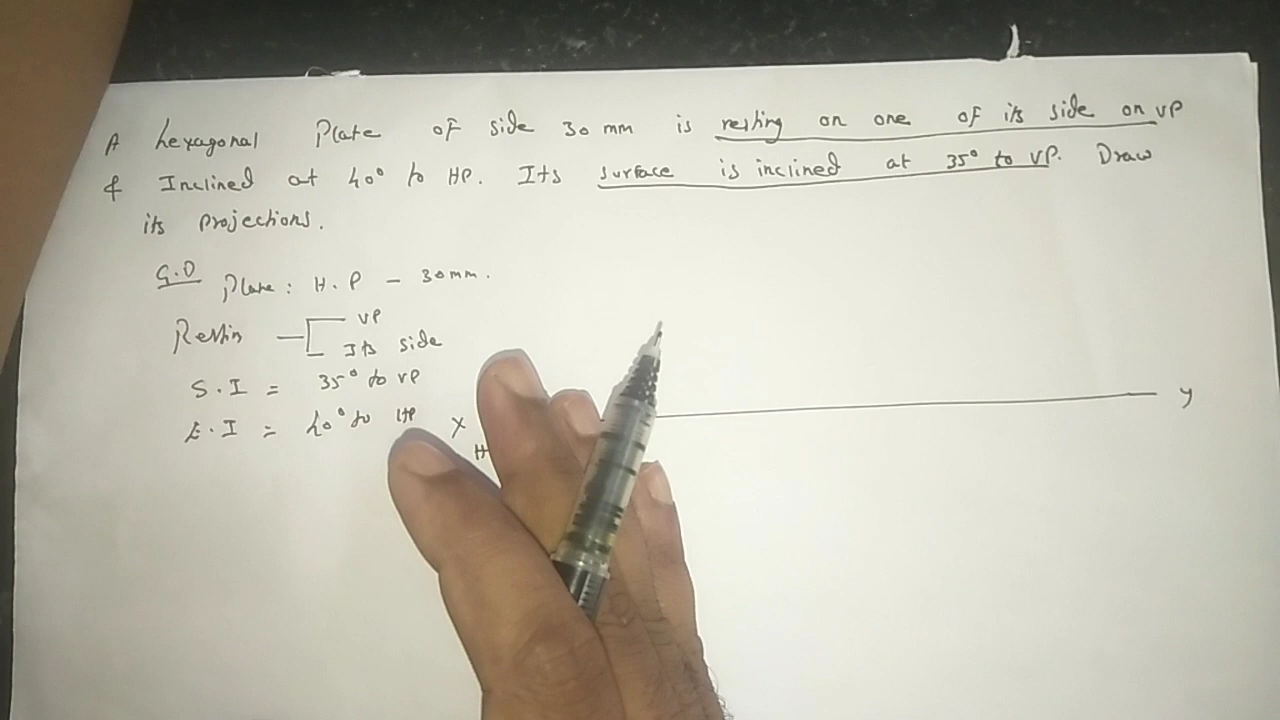 A hexagonal Plate of side 30 mm is resting on one of its side on VP
& Inclined at 40° to HP. Its surface is inclined at 35° to VP. Draw
its projections.
G.D Plane: H.P - 30mm.
Restin VP
Its side
S.I = 35° to VP
E.I = 40° to HP
X y
H